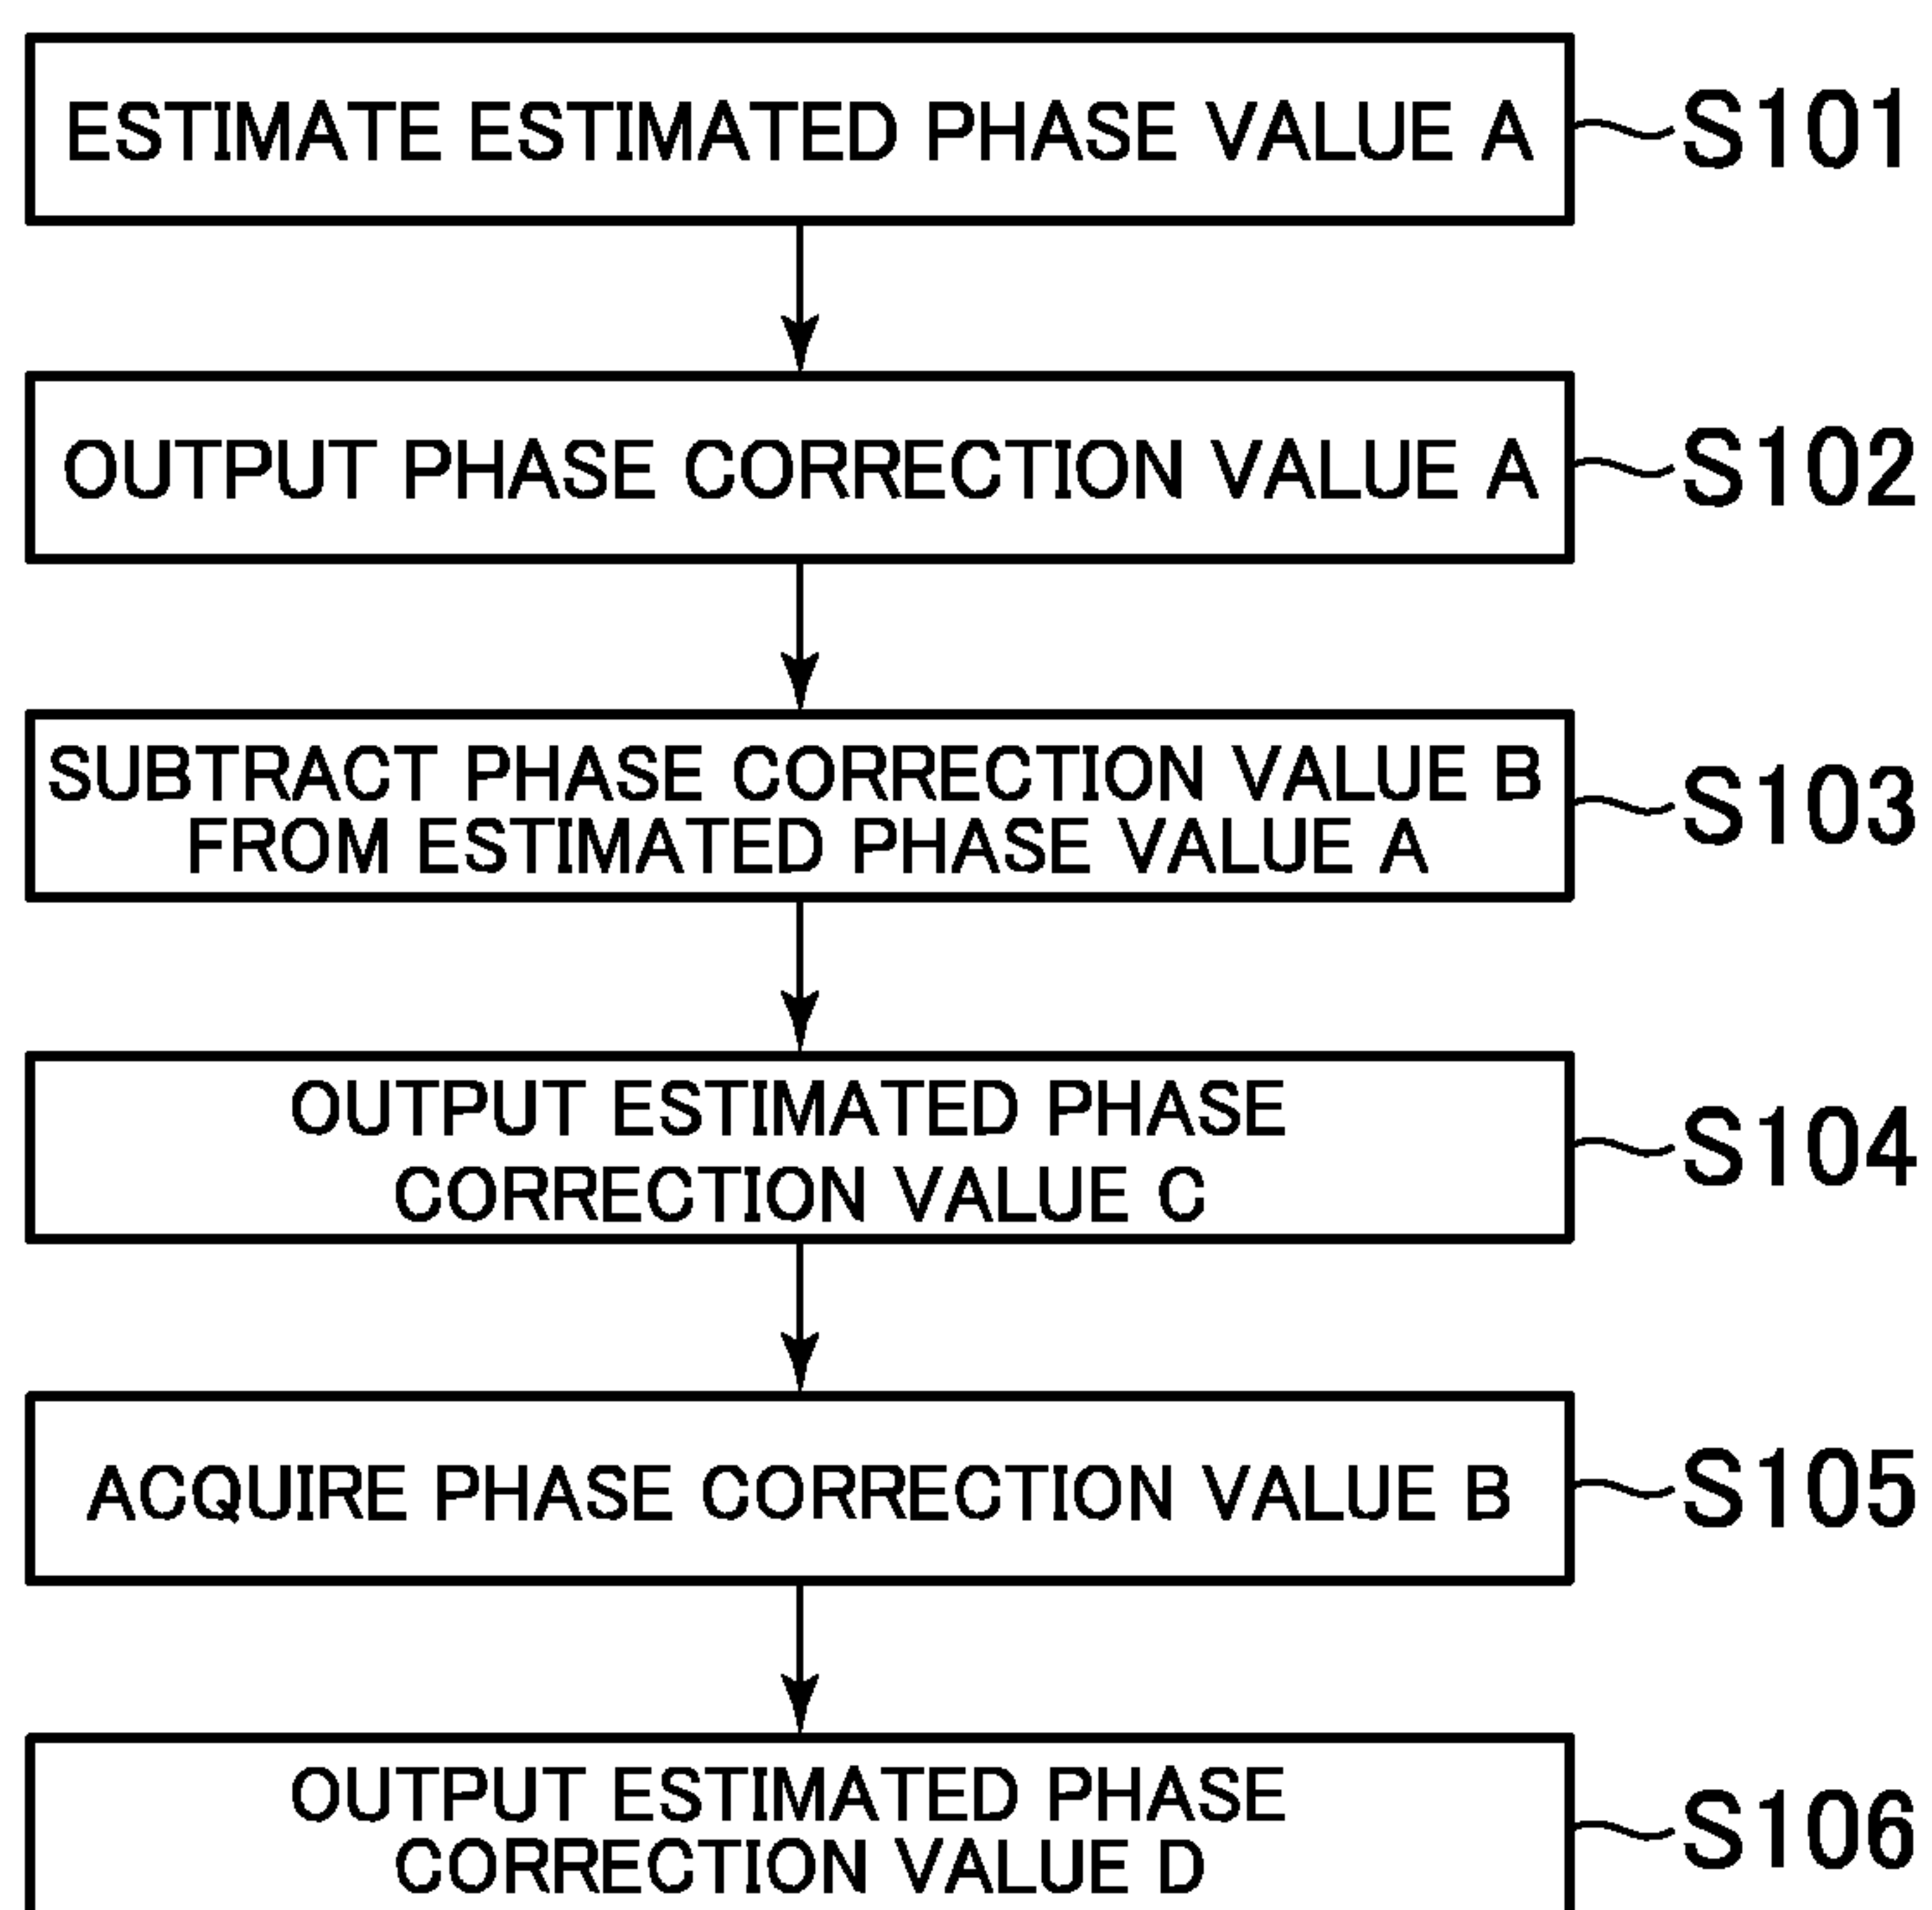 ESTIMATE ESTIMATED PHASE VALUE A
S101
OUTPUT PHASE CORRECTION VALUE A
S102
SUBTRACT PHASE CORRECTION VALUE B
FROM ESTIMATED PHASE VALUE A
S103
OUTPUT ESTIMATED PHASE
CORRECTION VALUE C
S104
ACQUIRE PHASE CORRECTION VALUE B
S105
OUTPUT ESTIMATED PHASE
CORRECTION VALUE D
S106